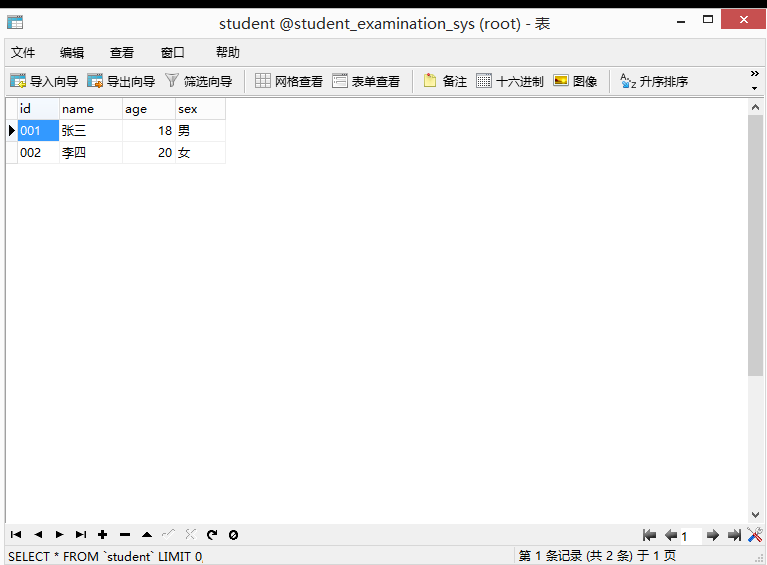 student @student_examination_sys (root) - 表
文件 编辑 查看 窗口 帮助
导入向导 导出向导 筛选向导 网格查看 表单查看 备注 十六进制 图像 升序排序
id name age sex
001 张三 18 男
002 李四 20 女
1
SELECT * FROM `student` LIMIT 0, 第 1 条记录 (共 2 条) 于 1 页